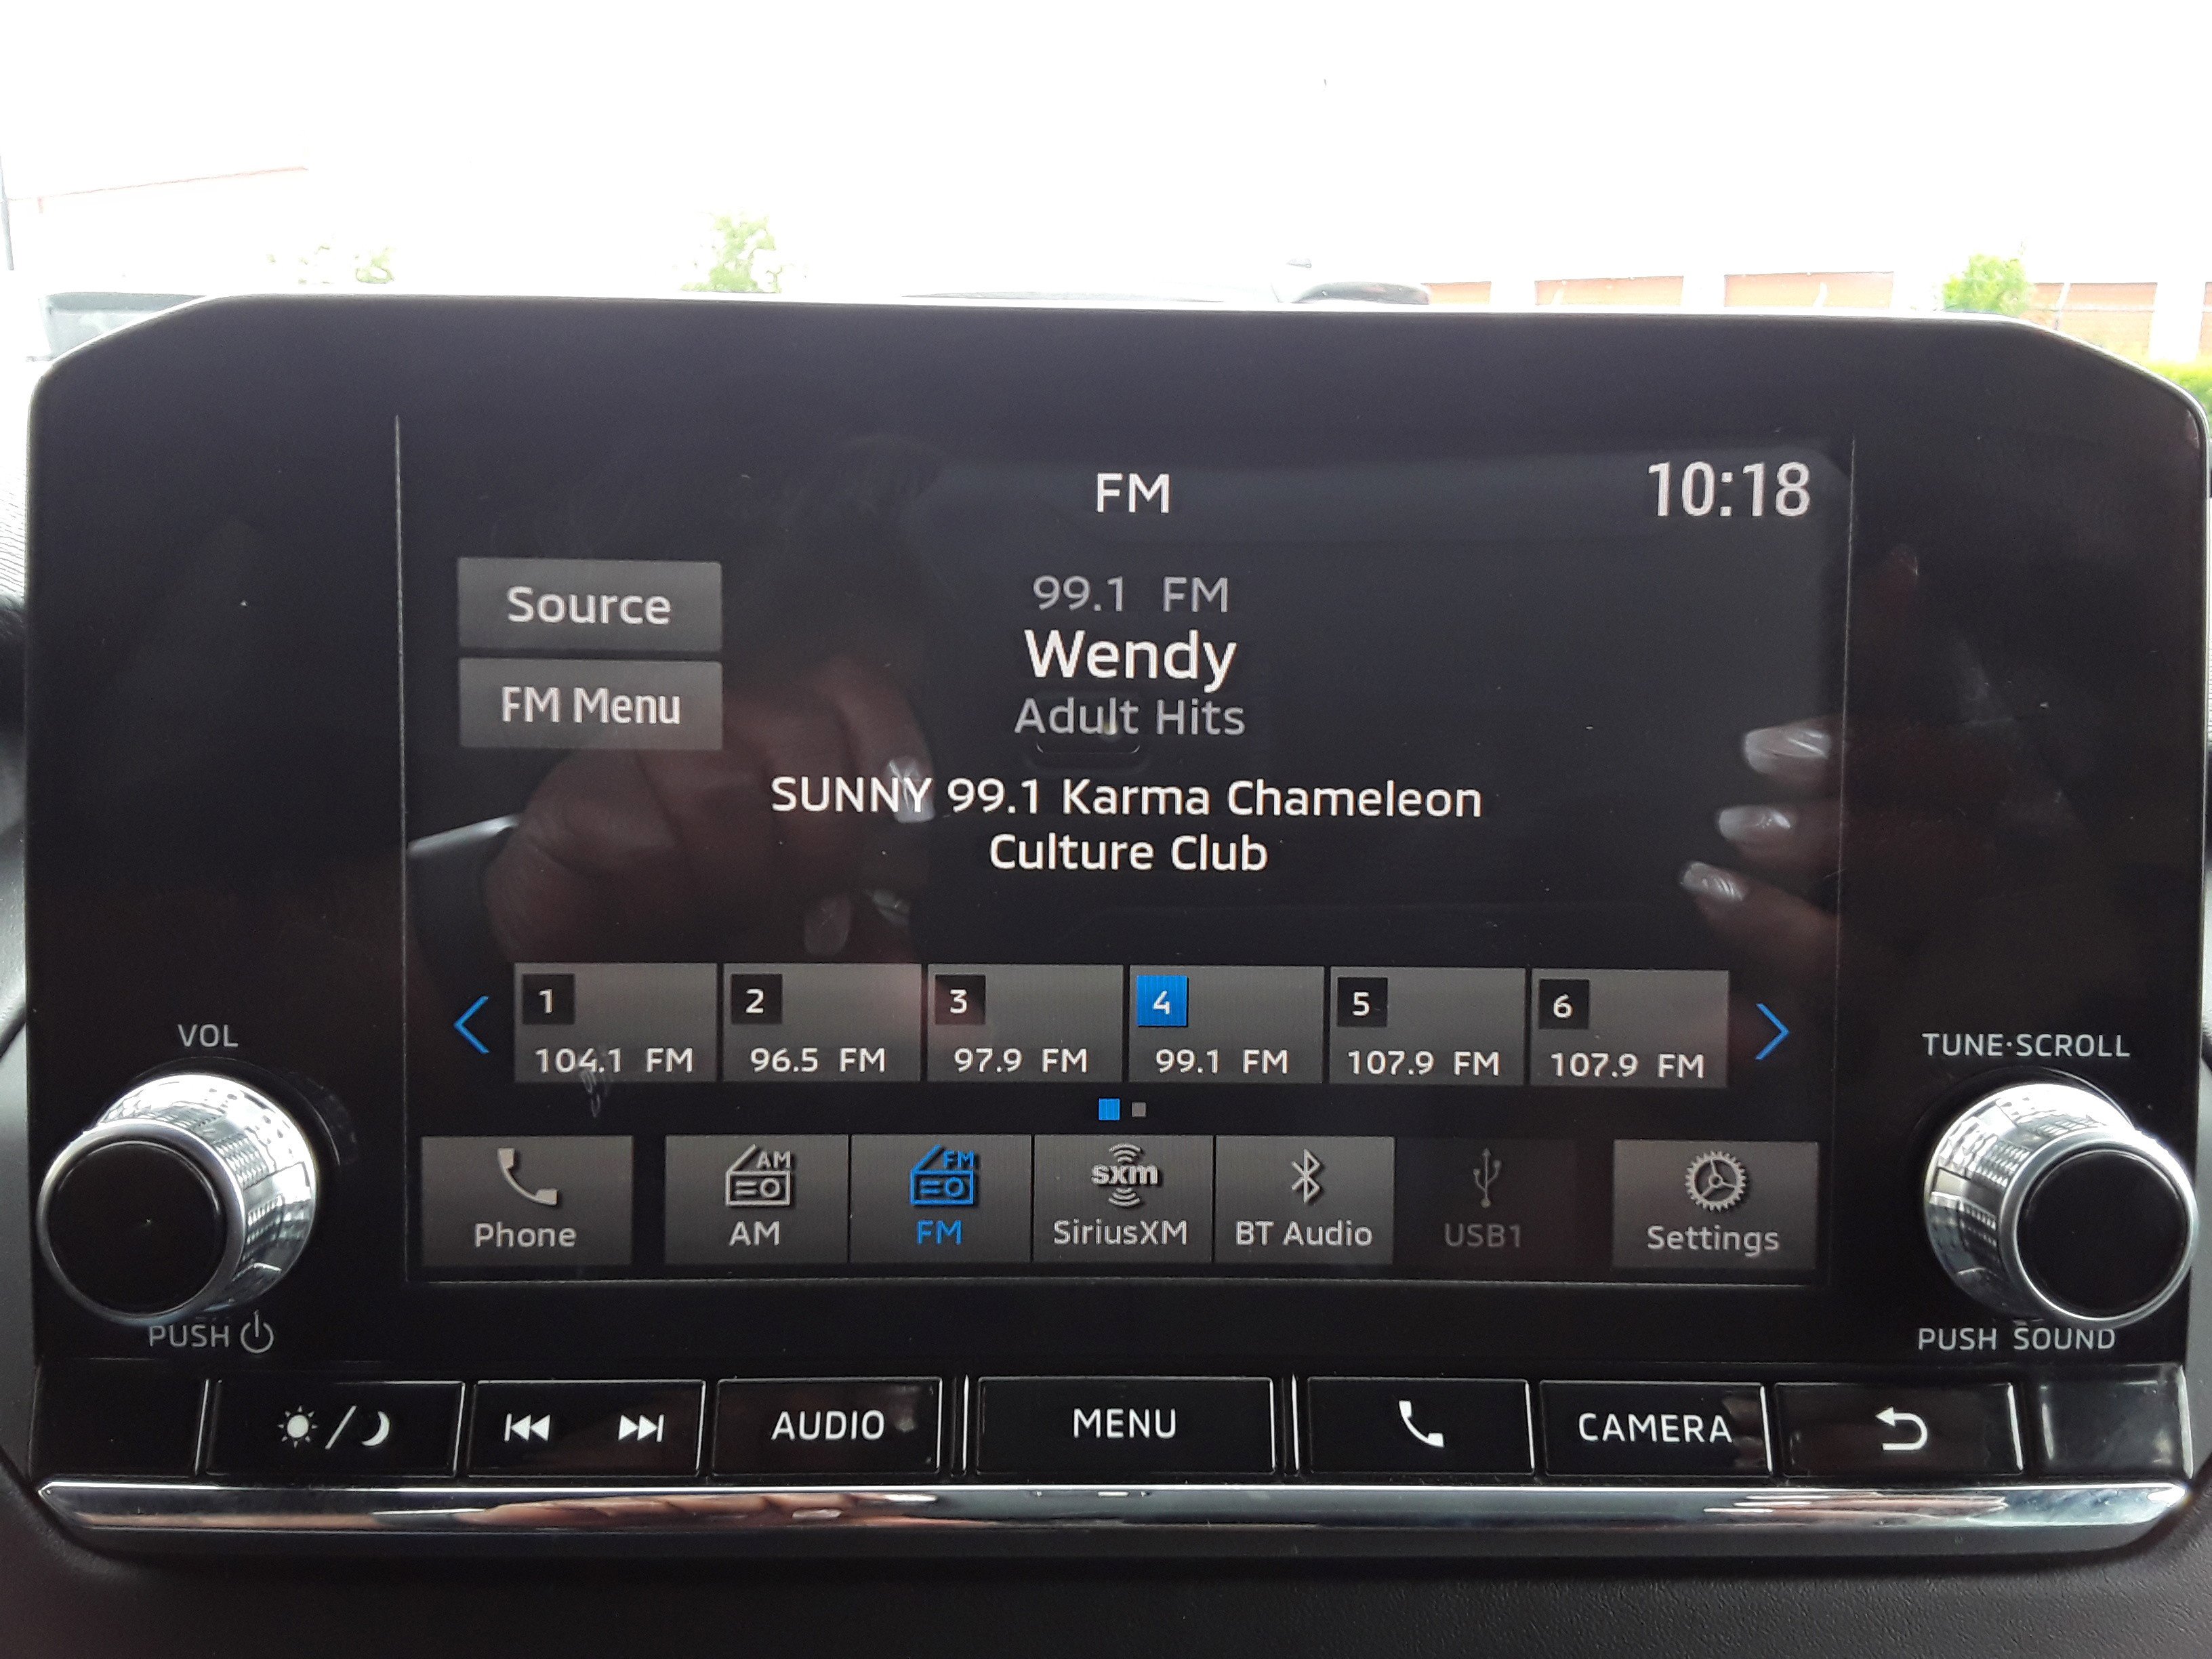 FM
10:18
Source
99.1 FM
Wendy
FM Menu
Adult Hits
SUNNY 99.1 Karma Chameleon
Culture Club
1
2
3
4
5
6
104.1 FM
96.5 FM
97.9 FM
99.1 FM
107.9 FM
107.9 FM
VOL
TUNE·SCROLL
AM
FM
sxm
Phone
AM
FM
SiriusXM
BT Audio
USB1
Settings
PUSH
PUSH SOUND
AUDIO
MENU
CAMERA